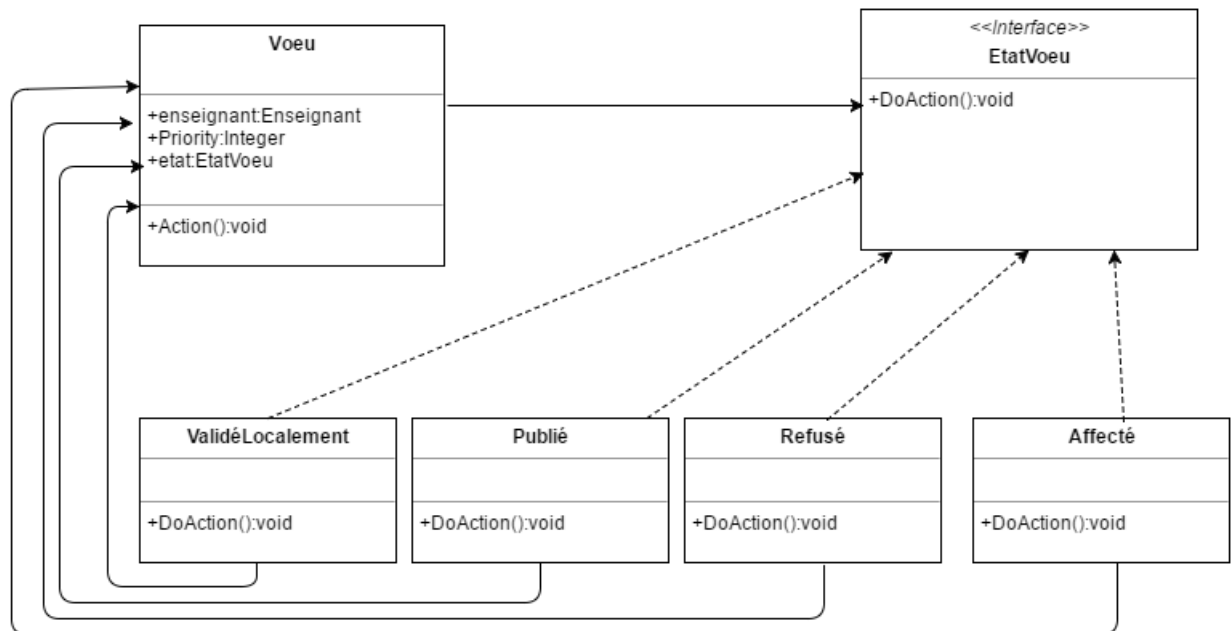 Voeu
+enseignant:Enseignant
+Priority:Integer
+etat:EtatVoeu
+Action():void
<<Interface>>
EtatVoeu
+DoAction():void
ValidéLocalement
+DoAction():void
Publié
+DoAction():void
Refusé
+DoAction():void
Affecté
+DoAction():void